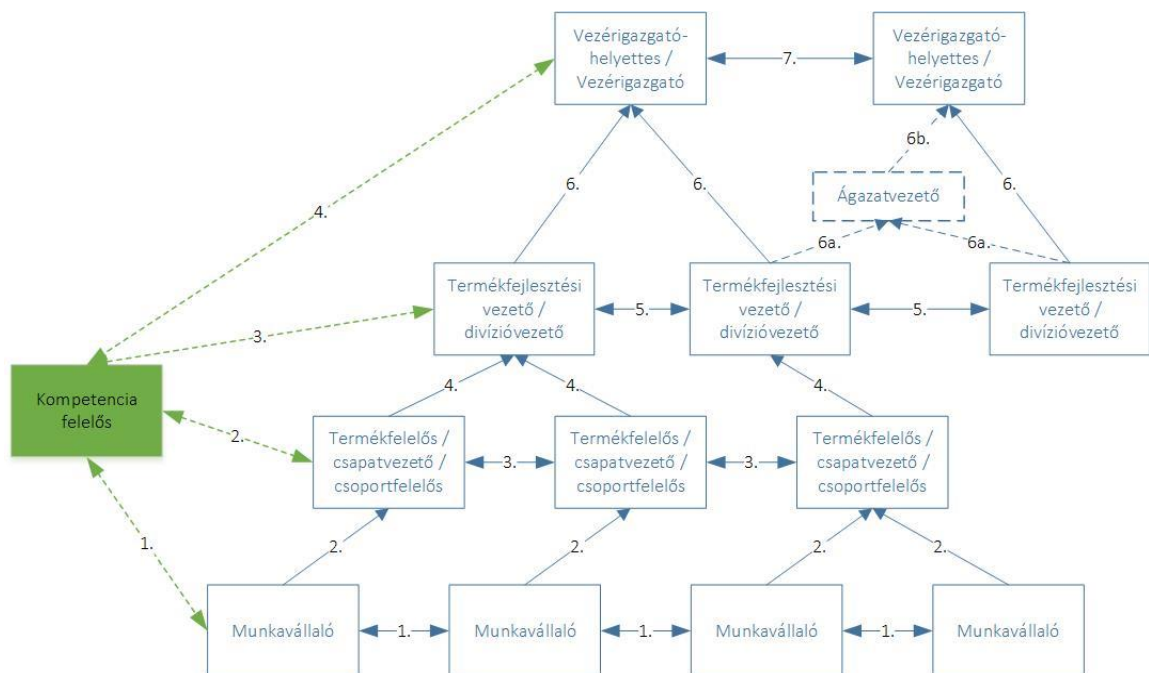 Vezérigazgató-
helyettes /
Vezérigazgató
7.
Vezérigazgató-
helyettes /
Vezérigazgató
6b.
4.
6.
6.
Ágazatvezető
6.
6a.
6a.
Termékfejlesztési
vezető /
divízióvezető
5.
Termékfejlesztési
vezető /
divízióvezető
5.
Termékfejlesztési
vezető /
divízióvezető
3.
Kompetencia
felelős
4.
4.
4.
2.
Termékfelelős /
csapatvezető /
csoportfelelős
3.
Termékfelelős /
csapatvezető /
csoportfelelős
3.
Termékfelelős /
csapatvezető /
csoportfelelős
1.
2.
2.
2.
2.
Munkavállaló
1.
Munkavállaló
1.
Munkavállaló
1.
Munkavállaló